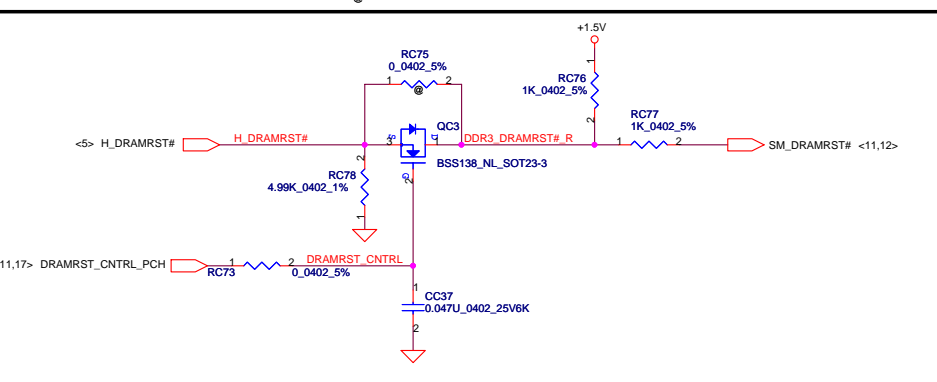 @
+1.5V
RC75
0_0402_5%
1
2
@
1
RC76
1K_0402_5%
2
RC77
1K_0402_5%
<5> H_DRAMRST#
H_DRAMRST#
3
S
QC3
D
1
DDR3_DRAMRST#_R
1
2
SM_DRAMRST# <11,12>
BSS138_NL_SOT23-3
G
2
2
RC78
4.99K_0402_1%
1
11,17> DRAMRST_CNTRL_PCH
RC73
1
2
0_0402_5%
DRAMRST_CNTRL
1
CC37
0.047U_0402_25V6K
2